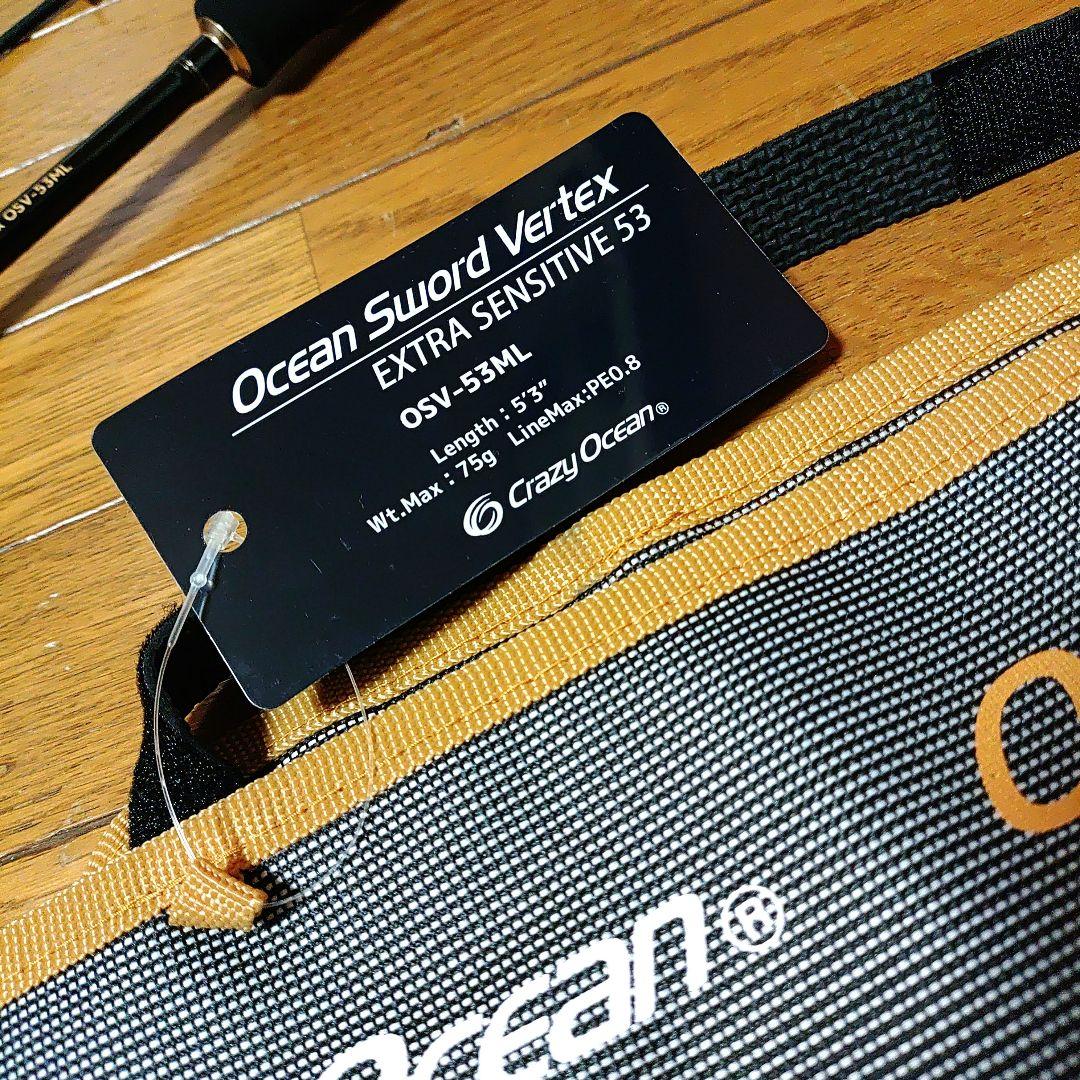 OSV-53ML
Ocean Sword Vertex
EXTRA SENSITIVE 53
OSV-53ML
Length : 5'3"
Wt.Max : 75g LineMax:PE0.8
Crazy Ocean®
Ocean®